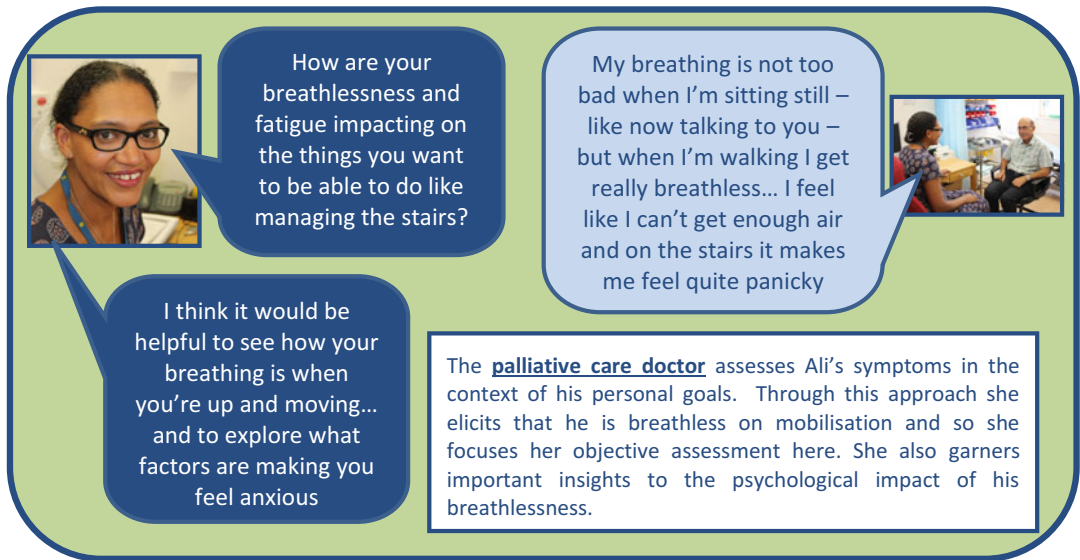 How are your
breathlessness and
fatigue impacting on
the things you want
to be able to do like
managing the stairs?
My breathing is not too
bad when I’m sitting still –
like now talking to you –
but when I’m walking I get
really breathless… I feel
like I can’t get enough air
and on the stairs it makes
me feel quite panicky
I think it would be
helpful to see how your
breathing is when
you’re up and moving…
and to explore what
factors are making you
feel anxious
The palliative care doctor assesses Ali’s symptoms in the
context of his personal goals. Through this approach she
elicits that he is breathless on mobilisation and so she
focuses her objective assessment here. She also garners
important insights to the psychological impact of his
breathlessness.